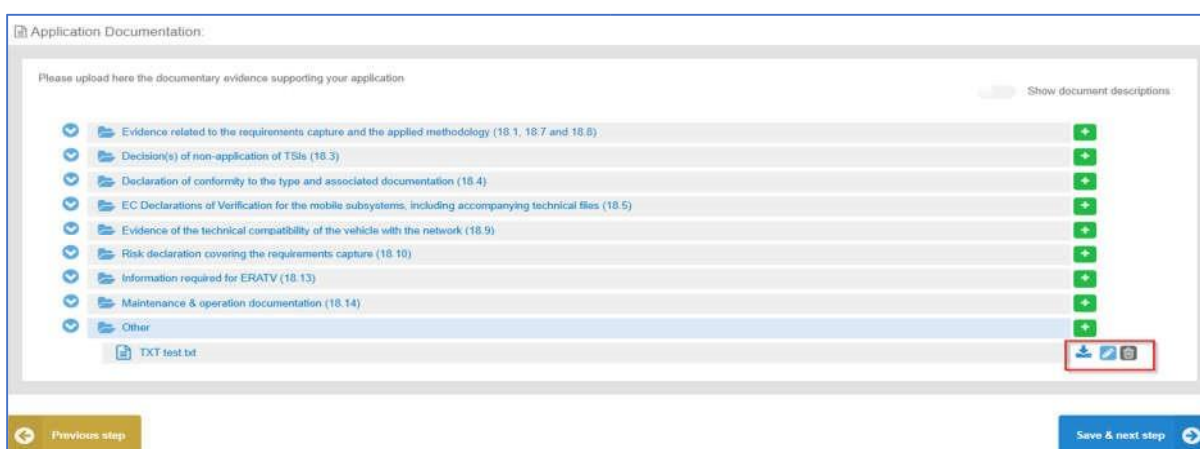 Application Documentation:
Please upload here the documentary evidence supporting your application
Show document descriptions
Evidence related to the requirements capture and the applied methodology (18.1, 18.7 and 18.8)
Decision(s) of non-application of TSIs (18.3)
Declaration of conformity to the type and associated documentation (18.4)
EC Declarations of Verification for the mobile subsystems, including accompanying technical files (18.5)
Evidence of the technical compatibility of the vehicle with the network (18.9)
Risk declaration covering the requirements capture (18.10)
Information required for ERATV (18.13)
Maintenance & operation documentation (18.14)
Other
TXT test.txt
Previous step
Save & next step